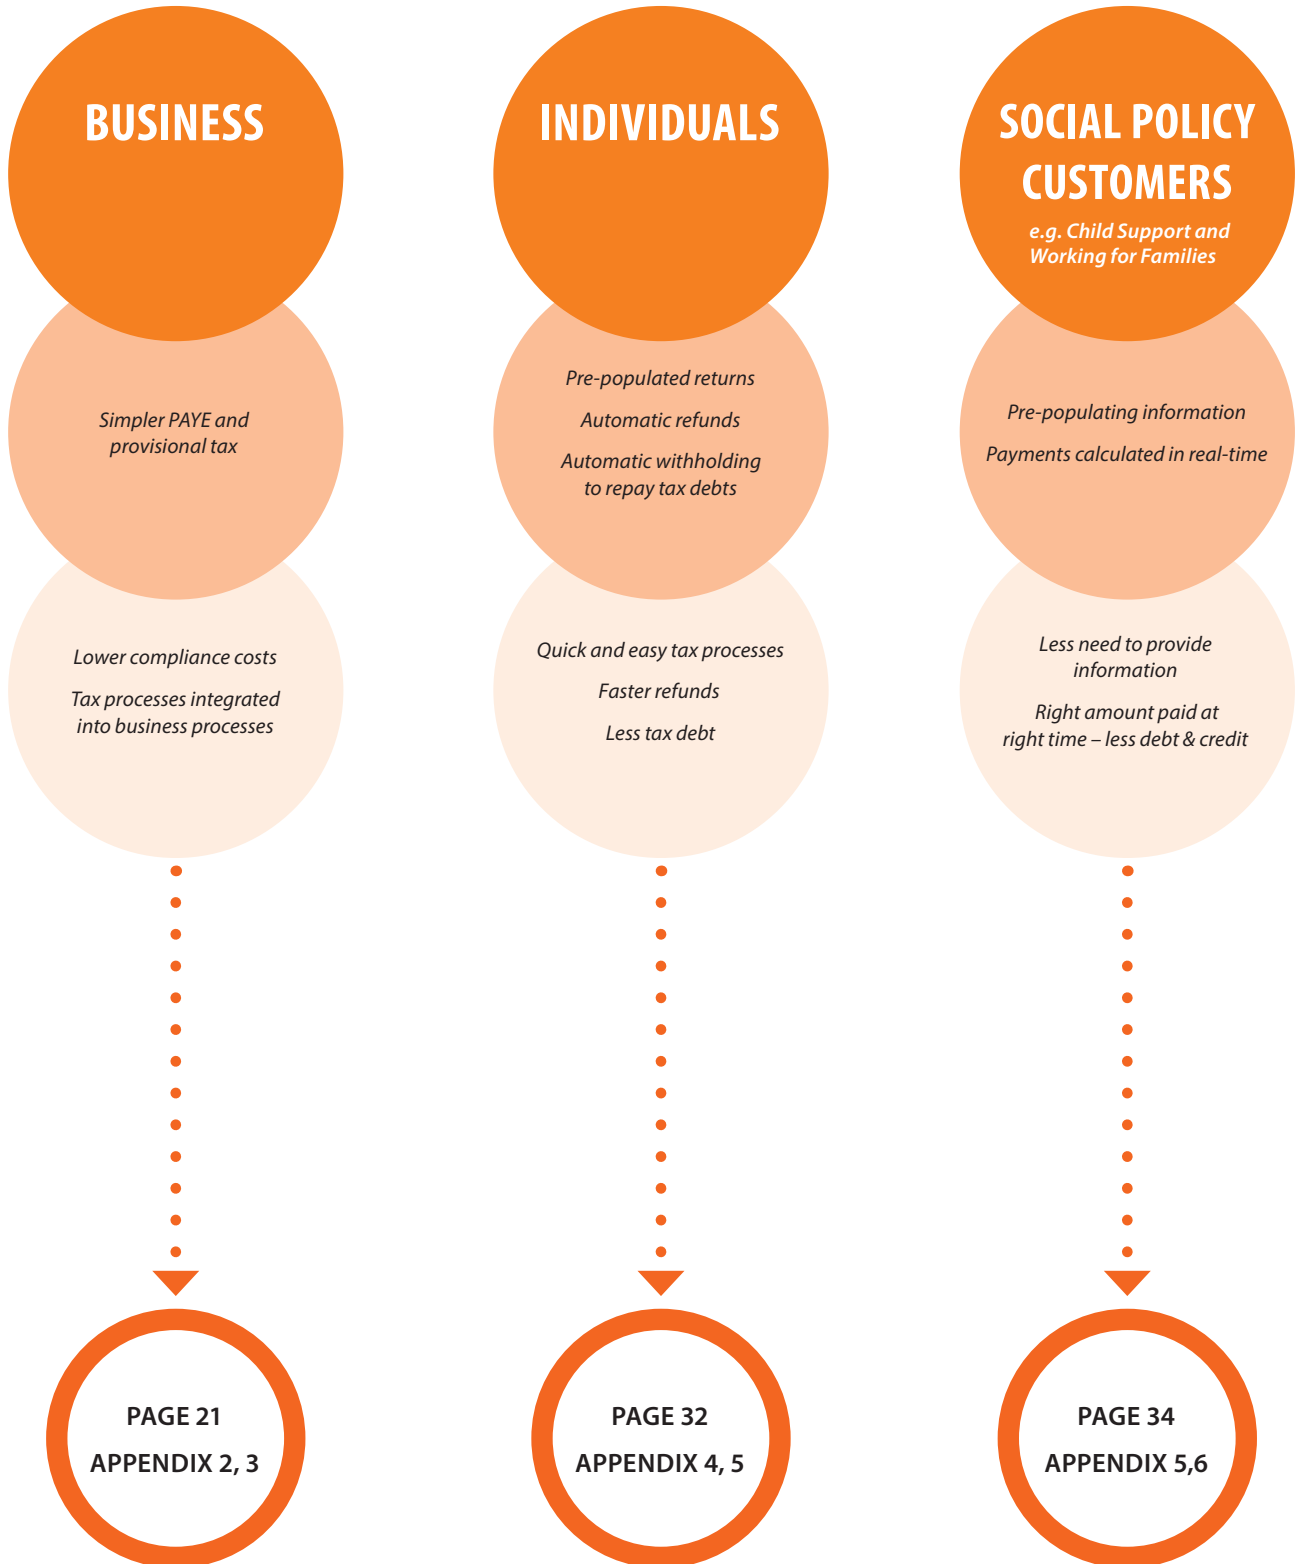 BUSINESS
Simpler PAYE and
provisional tax
Lower compliance costs
Tax processes integrated
into business processes
PAGE 21
APPENDIX 2, 3
INDIVIDUALS
Pre-populated returns
Automatic refunds
Automatic withholding
to repay tax debts
Quick and easy tax processes
Faster refunds
Less tax debt
PAGE 32
APPENDIX 4, 5
SOCIAL POLICY
CUSTOMERS
e.g. Child Support and
Working for Families
Pre-populating information
Payments calculated in real-time
Less need to provide
information
Right amount paid at
right time – less debt & credit
PAGE 34
APPENDIX 5,6